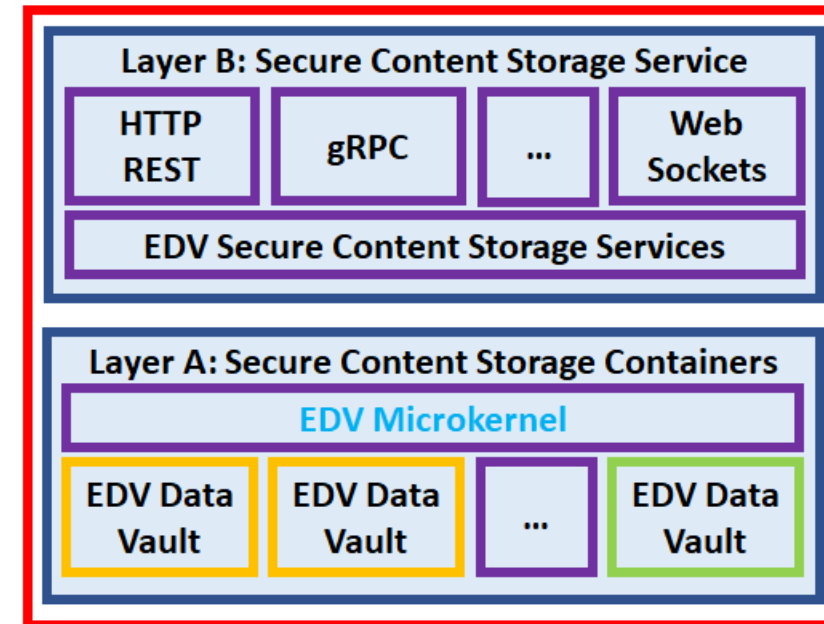 Layer B: Secure Content Storage Service
HTTP
REST
gRPC
...
Web
Sockets
EDV Secure Content Storage Services
Layer A: Secure Content Storage Containers
EDV Microkernel
EDV Data
Vault
EDV Data
Vault
...
EDV Data
Vault